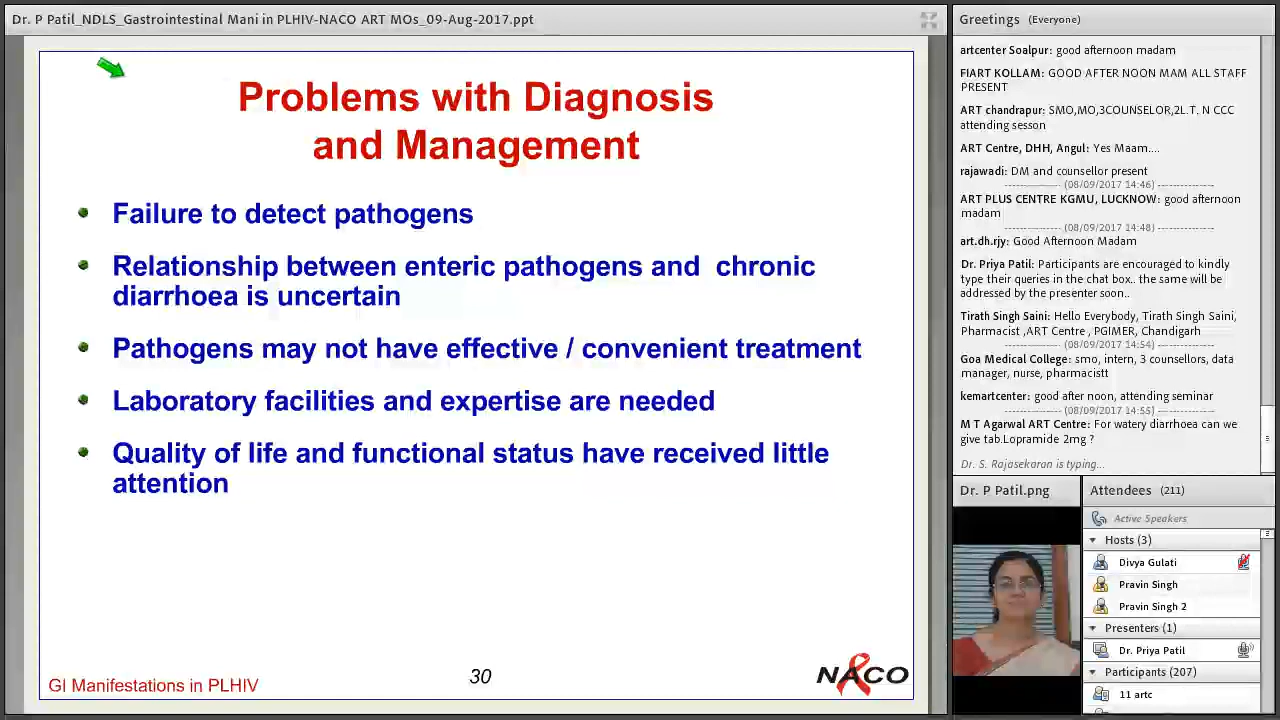 Dr. P Patil_NDLS_Gastrointestinal Mani in PLHIV-NACO ART MOs_09-Aug-2017.ppt
Problems with Diagnosis
and Management
Failure to detect pathogens
Relationship between enteric pathogens and chronic
diarrhoea is uncertain
Pathogens may not have effective / convenient treatment
Laboratory facilities and expertise are needed
Quality of life and functional status have received little
attention
GI Manifestations in PLHIV
30
NACO
Greetings (Everyone)
artcenter Soalpur: good afternoon madam
FIART KOLLAM: GOOD AFTER NOON MAM ALL STAFF
PRESENT
ART chandrapur: SMO,MO,3COUNSELOR,2L.T. N CCC
attending sesson
ART Centre, DHH, Angul: Yes Maam....
rajawadi: DM and counsellor present
------------------ (08/09/2017 14:46) -----------------
ART PLUS CENTRE KGMU, LUCKNOW: good afternoon
madam
------------------ (08/09/2017 14:48) -----------------
art.dh.rjy: Good Afternoon Madam
Dr. Priya Patil: Participants are encouraged to kindly
type their queries in the chat box.. the same will be
addressed by the presenter soon..
Tirath Singh Saini: Hello Everybody, Tirath Singh Saini,
Pharmacist ,ART Centre , PGIMER, Chandigarh
------------------ (08/09/2017 14:54) -----------------
Goa Medical College: smo, intern, 3 counsellors, data
manager, nurse, pharmacistt
kemartcenter: good after noon, attending seminar
------------------ (08/09/2017 14:55) -----------------
M T Agarwal ART Centre: For watery diarrhoea can we
give tab.Lopramide 2mg ?
Dr. S. Rajasekaran is typing...
Dr. P Patil.png
Attendees (211)
Active Speakers
Hosts (3)
Divya Gulati
Pravin Singh
Pravin Singh 2
Presenters (1)
Dr. Priya Patil
Participants (207)
11 artc